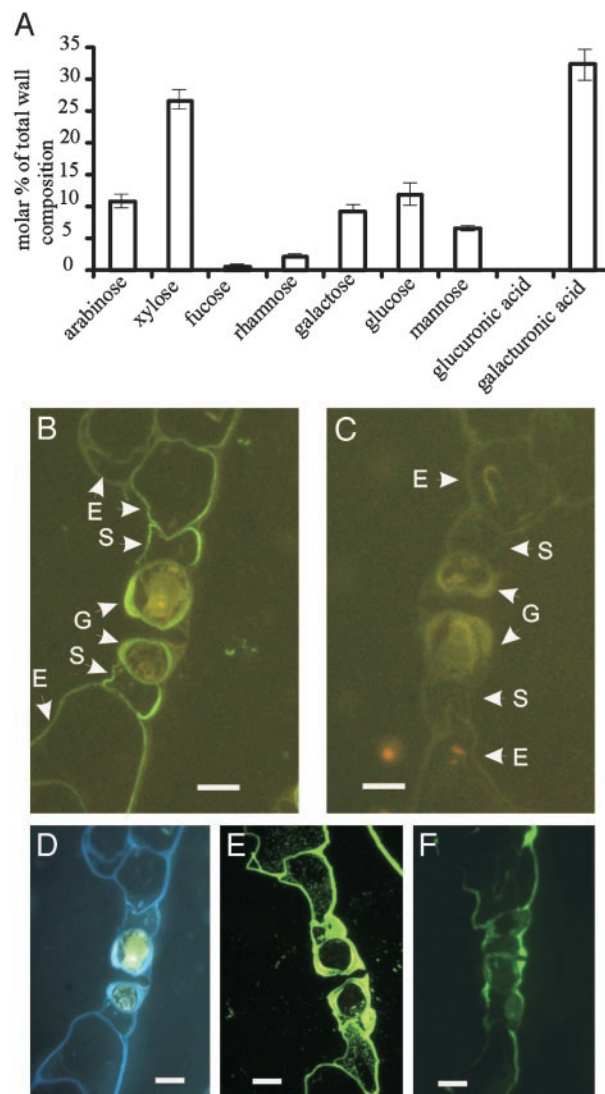 A
35
30
25
20
15
10
5
0
molar % of total wall
composition
arabinose
xylose
fucose
rhamnose
galactose
glucose
mannose
glucuronic acid
galacturonic acid
B
E
S
G
S
E
C
E
S
G
S
E
D
E
F